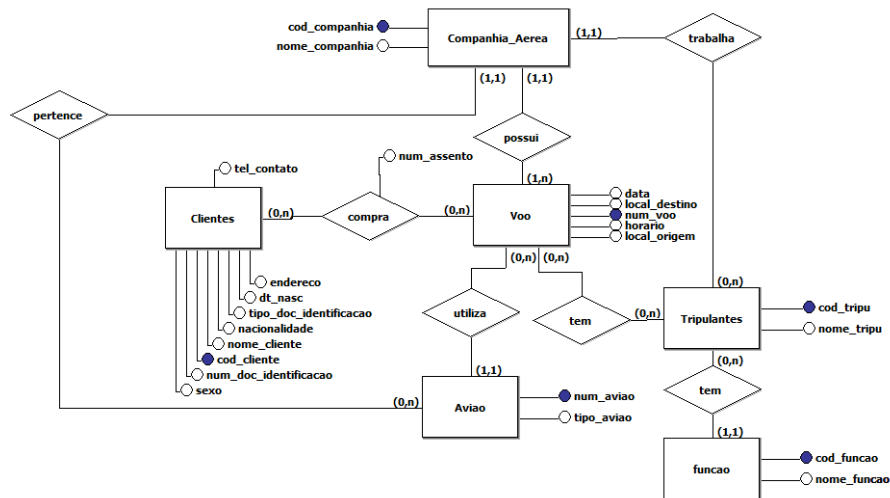 cod_companhia
nome_companhia
Companhia_Aerea
(1,1)
trabalha
(1,1)
(1,1)
pertence
possui
num_assento
tel_contato
(1,n)
Clientes
(0,n)
compra
(0,n)
Voo
data
local_destino
num_voo
horario
local_origem
(0,n)
(0,n)
endereco
dt_nasc
tipo_doc_identificacao
nacionalidade
nome_cliente
cod_cliente
num_doc_identificacao
sexo
utiliza
tem
(0,n)
(0,n)
Tripulantes
cod_tripu
nome_tripu
(0,n)
tem
(1,1)
(0,n)
Aviao
num_aviao
tipo_aviao
(1,1)
funcao
cod_funcao
nome_funcao